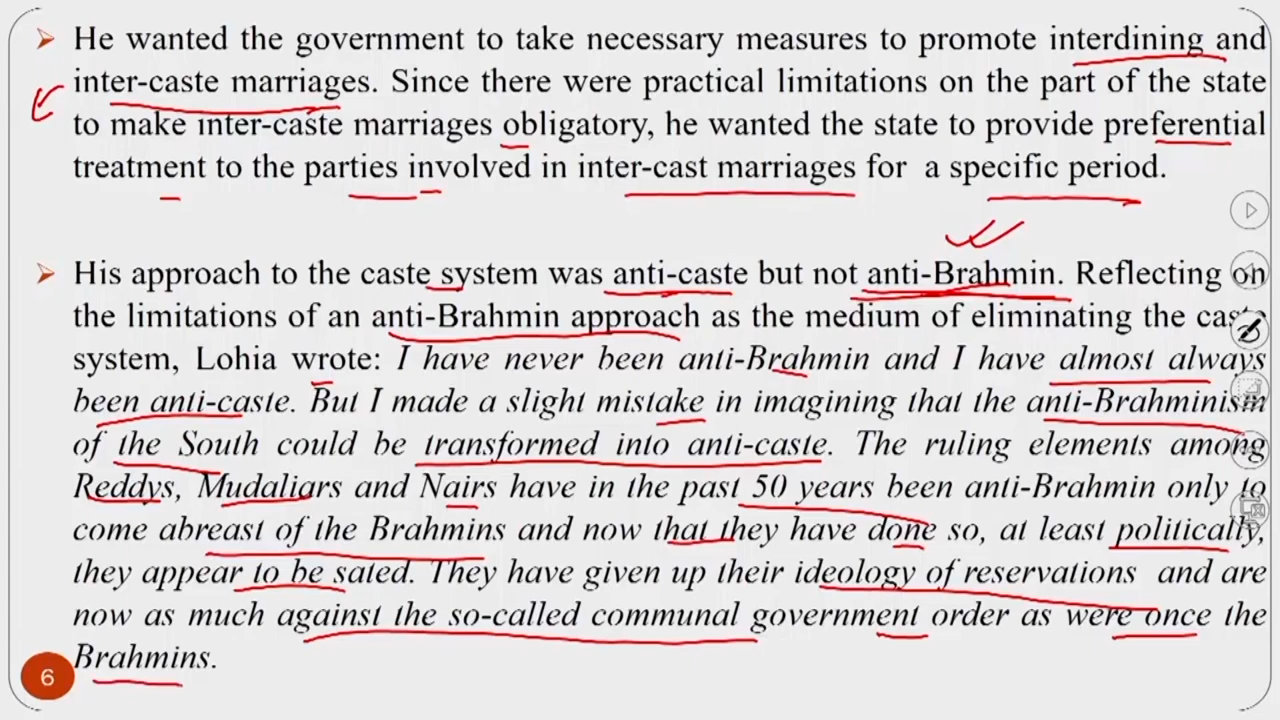 He wanted the government to take necessary measures to promote interdining and
inter-caste marriages. Since there were practical limitations on the part of the state
to make inter-caste marriages obligatory, he wanted the state to provide preferential
treatment to the parties involved in inter-cast marriages for a specific period.
His approach to the caste system was anti-caste but not anti-Brahmin. Reflecting on
the limitations of an anti-Brahmin approach as the medium of eliminating the caste
system, Lohia wrote: I have never been anti-Brahmin and I have almost always
been anti-caste. But I made a slight mistake in imagining that the anti-Brahminism
of the South could be transformed into anti-caste. The ruling elements among
Reddys, Mudaliars and Nairs have in the past 50 years been anti-Brahmin only to
come abreast of the Brahmins and now that they have done so, at least politically,
they appear to be sated. They have given up their ideology of reservations and are
now as much against the so-called communal government order as were once the
Brahmins.
6